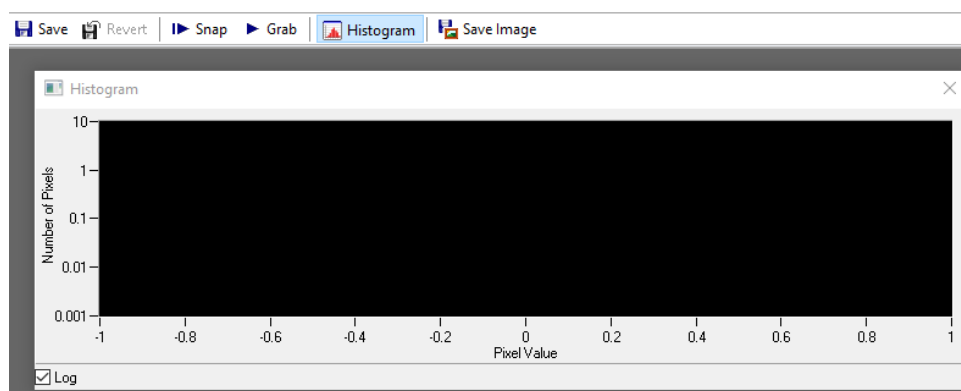 Save Revert Snap Grab Histogram Save Image
Histogram
10
1
0.1
0.01
0.001
Number of Pixels
-1 -0.8 -0.6 -0.4 -0.2 0 0.2 0.4 0.6 0.8 1
Pixel Value
Log